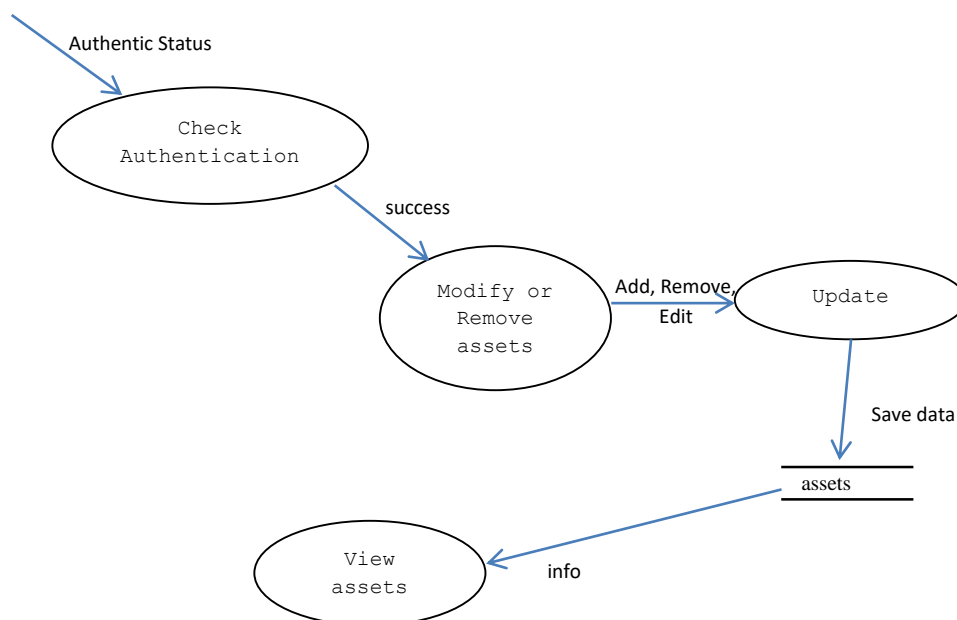 Authentic Status
Check
Authentication
success
Modify or
Remove
assets
Add, Remove,
Edit
Update
Save data
assets
info
View
assets